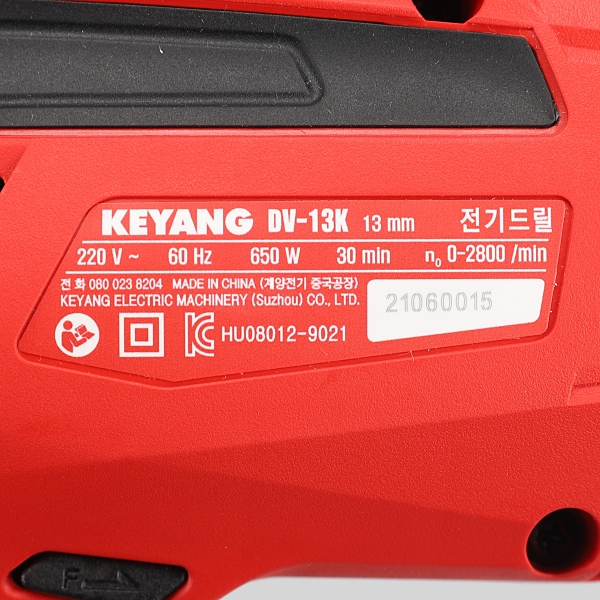 KEYANG DV-13K 13 mm 전기드릴
220 V ~ 60 Hz 650 W 30 min n₀ 0-2800 /min
전 화 080 023 8204 MADE IN CHINA (계양전기 중국공장)
KEYANG ELECTRIC MACHINERY (Suzhou) CO., LTD.
21060015
HU08012-9021
F